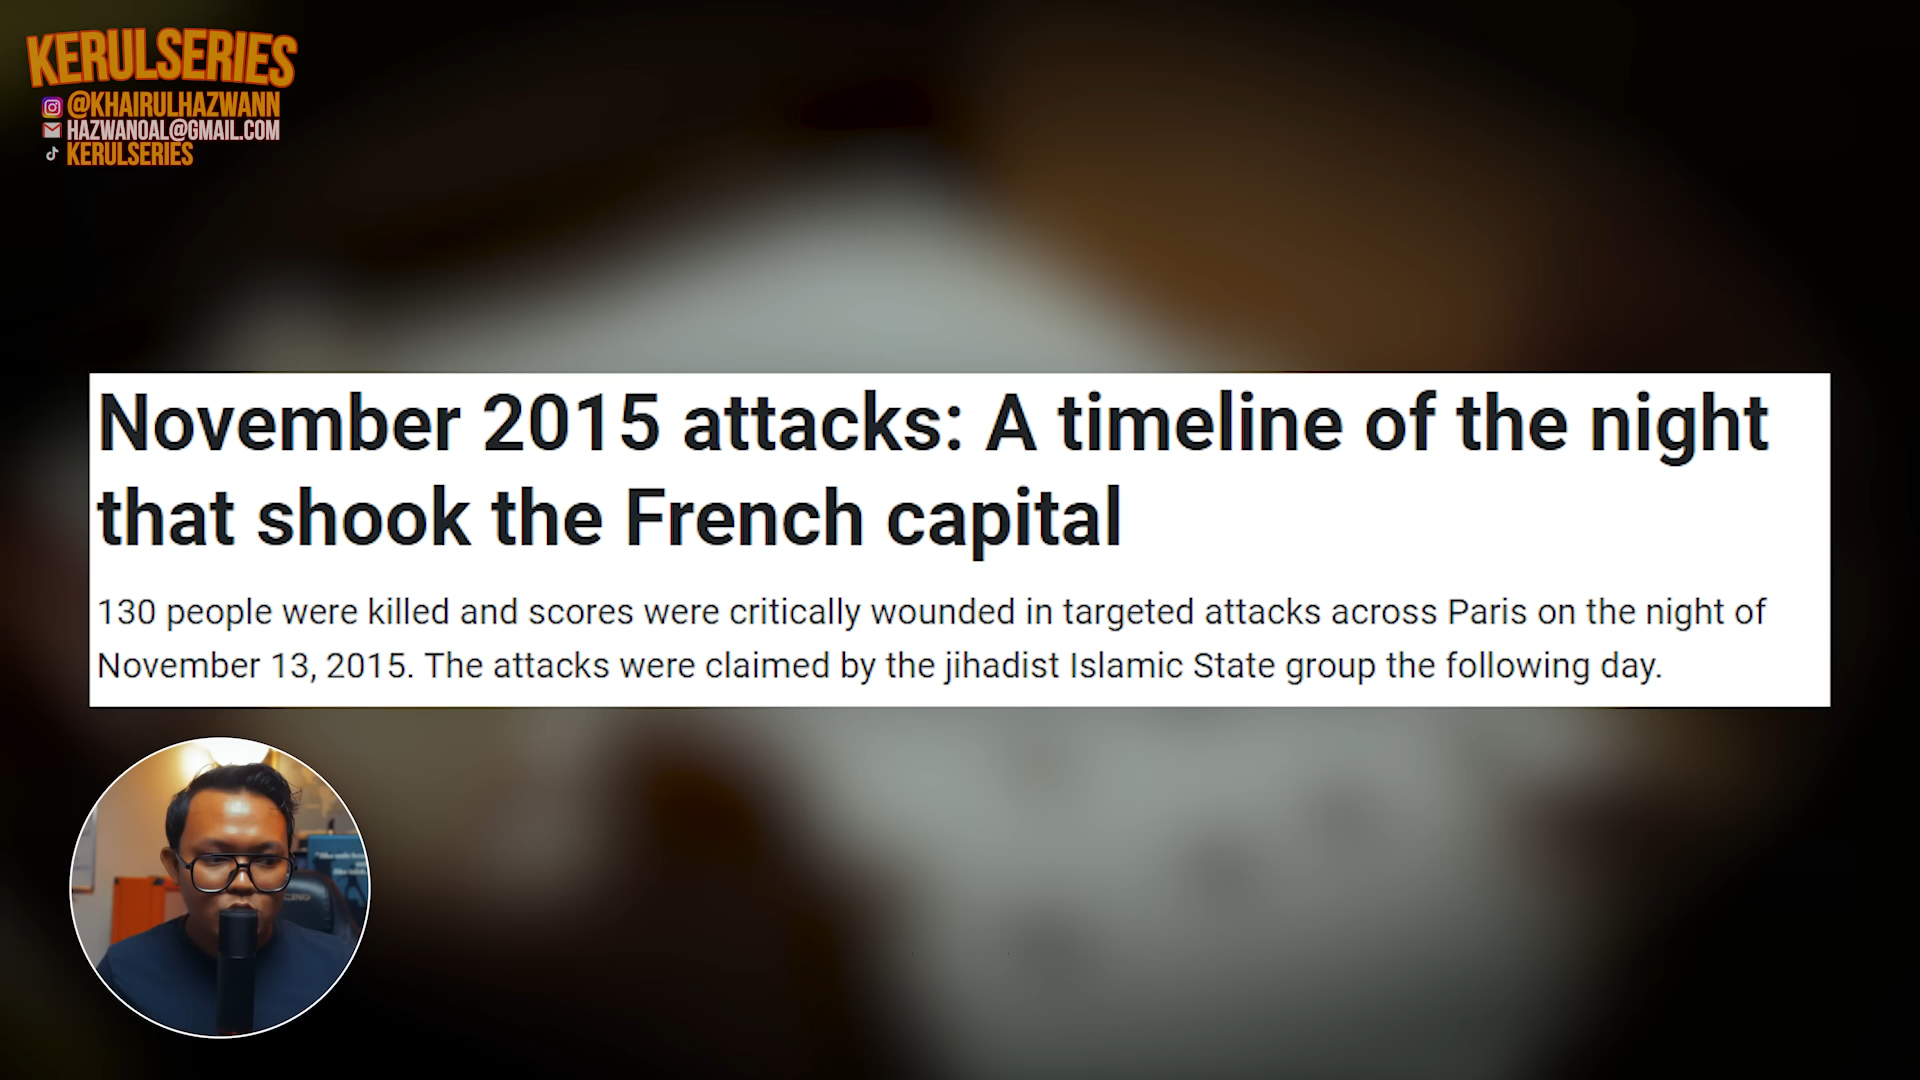 KERULSERIES
@KHAIRULHAZWANN
HAZWANOAL@GMAIL.COM
KERULSERIES
November 2015 attacks: A timeline of the night
that shook the French capital
130 people were killed and scores were critically wounded in targeted attacks across Paris on the night of
November 13, 2015. The attacks were claimed by the jihadist Islamic State group the following day.